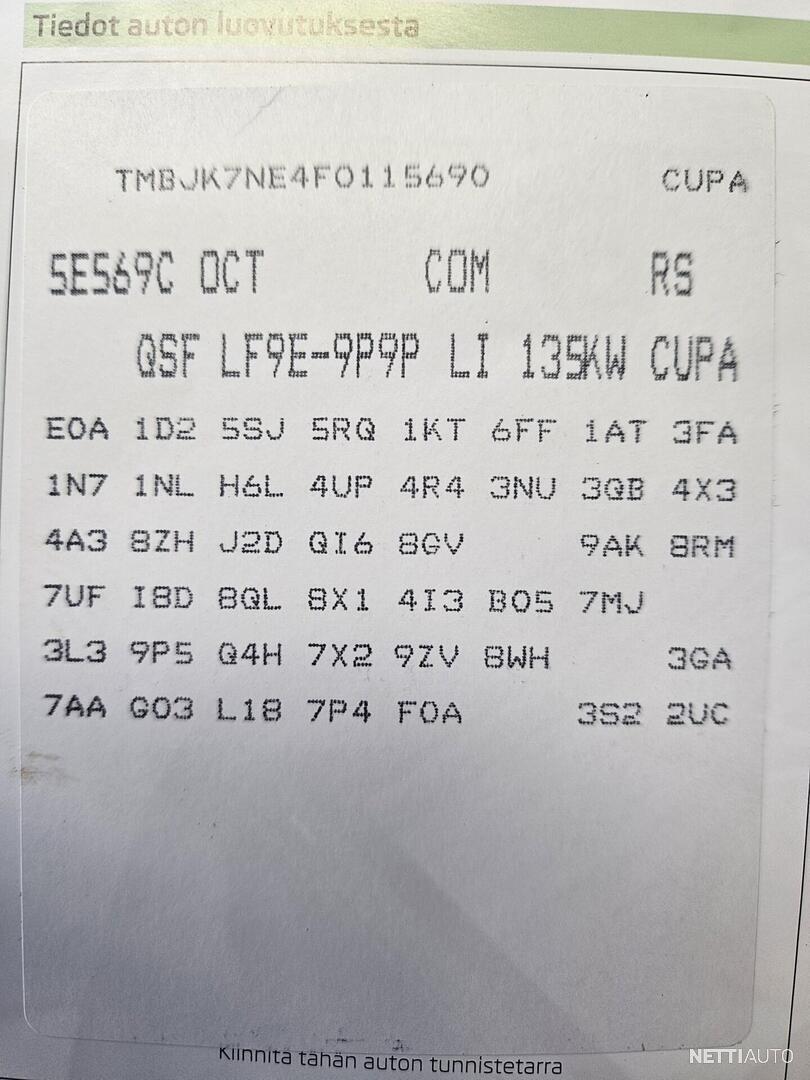 Tiedot auton luovutuksesta
TMBJK7NE4F0115690 CUPA
5E569C OCT COM RS
QSF LF9E-9P9P LI 135KW CUPA
E0A 1D2 5SJ 5RQ 1KT 6FF 1AT 3FA
1N7 1NL H6L 4UP 4R4 3NU 3QB 4X3
4A3 8ZH J2D QI6 8GV 9AK 8RM
7UF I8D 8QL 8X1 4I3 B05 7MJ
3L3 9P5 Q4H 7X2 9ZV 8WH 3GA
7AA G03 L18 7P4 F0A 3S2 2UC
Kiinnitä tähän auton tunnistetarra
NETTIAUTO